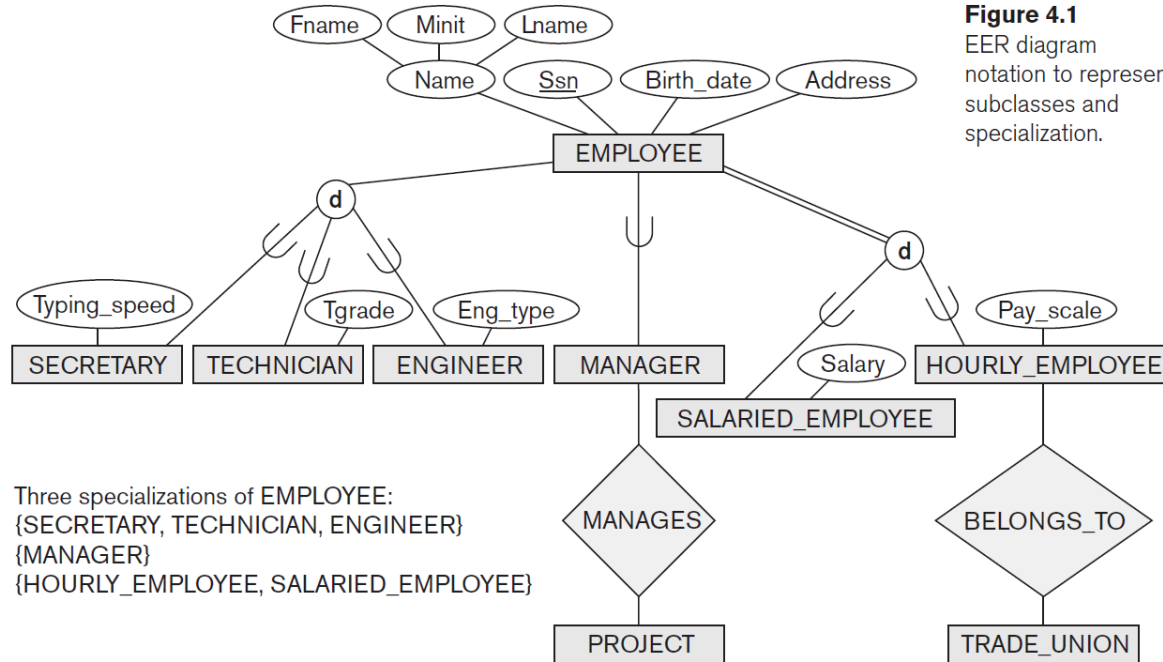 Fname
Minit
Lname
Figure 4.1
EER diagram
notation to represen
subclasses and
specialization.
Name
Ssn
Birth_date
Address
EMPLOYEE
d
d
Typing_speed
Tgrade
Eng_type
Pay_scale
SECRETARY
TECHNICIAN
ENGINEER
MANAGER
Salary
HOURLY_EMPLOYEE
SALARIED_EMPLOYEE
Three specializations of EMPLOYEE:
{SECRETARY, TECHNICIAN, ENGINEER}
{MANAGER}
{HOURLY_EMPLOYEE, SALARIED_EMPLOYEE}
MANAGES
BELONGS_TO
PROJECT
TRADE_UNION